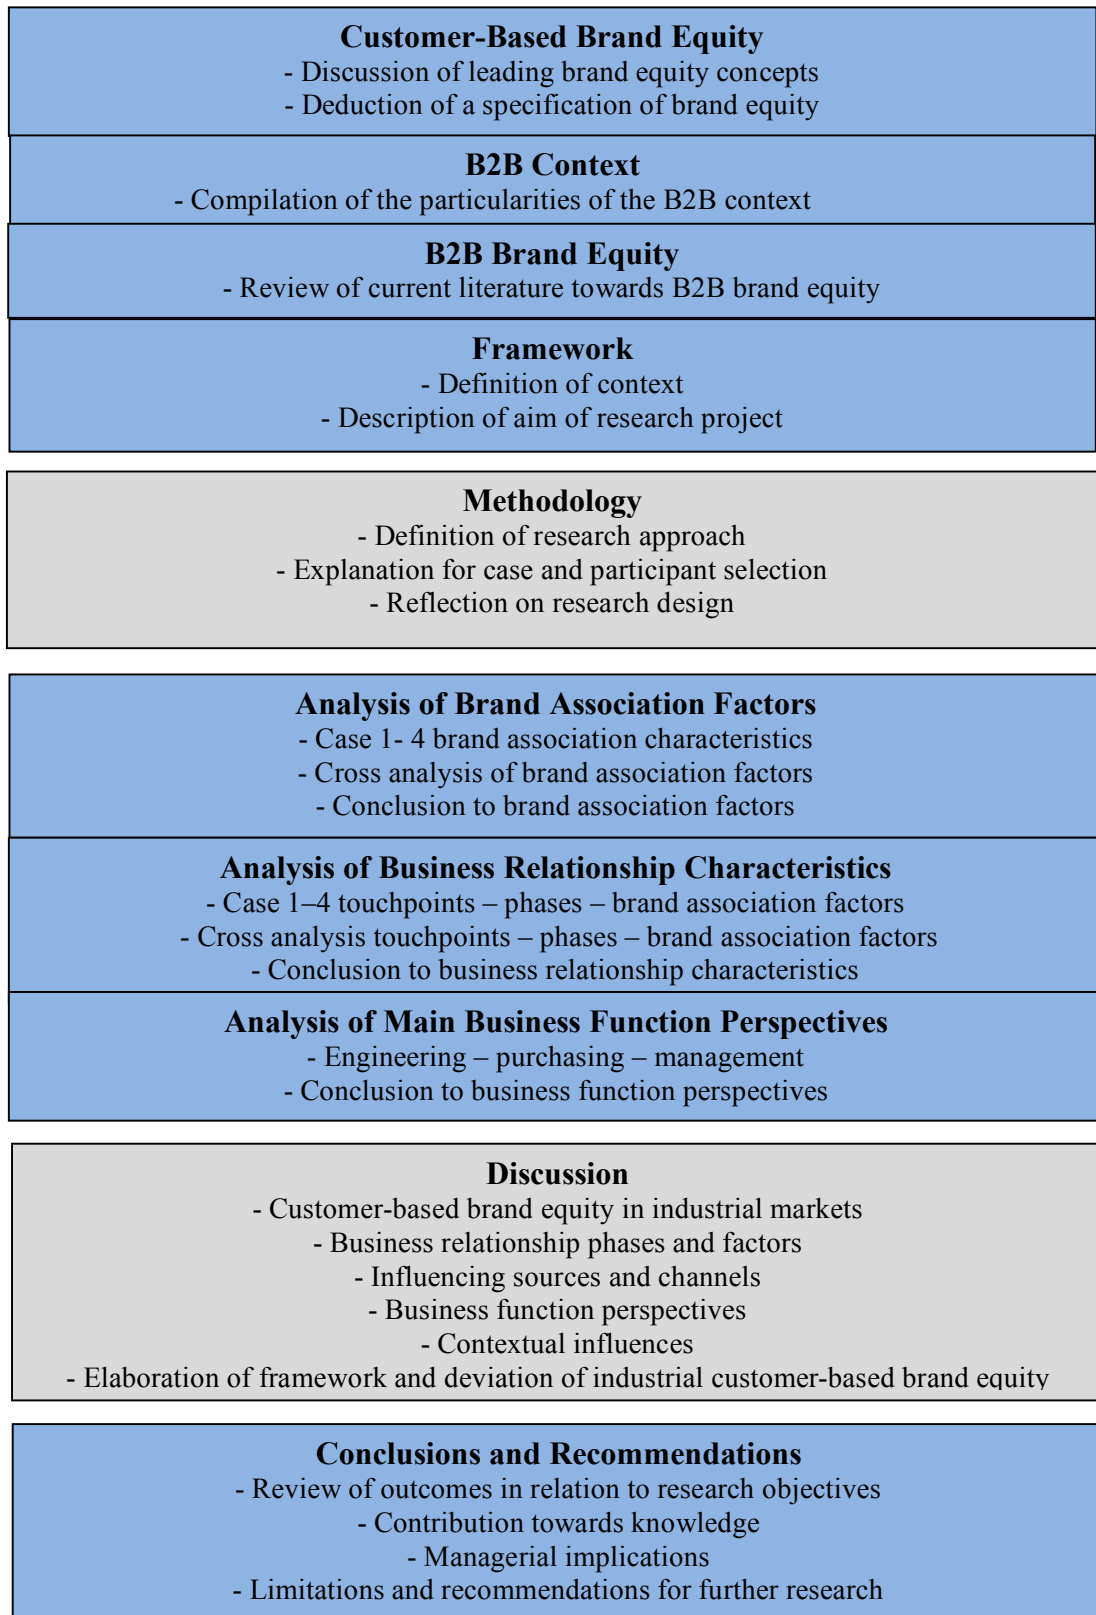 Customer-Based Brand Equity
- Discussion of leading brand equity concepts
- Deduction of a specification of brand equity
B2B Context
- Compilation of the particularities of the B2B context
B2B Brand Equity
- Review of current literature towards B2B brand equity
Framework
- Definition of context
- Description of aim of research project
Methodology
- Definition of research approach
- Explanation for case and participant selection
- Reflection on research design
Analysis of Brand Association Factors
- Case 1- 4 brand association characteristics
- Cross analysis of brand association factors
- Conclusion to brand association factors
Analysis of Business Relationship Characteristics
- Case 1–4 touchpoints – phases – brand association factors
- Cross analysis touchpoints – phases – brand association factors
- Conclusion to business relationship characteristics
Analysis of Main Business Function Perspectives
- Engineering – purchasing – management
- Conclusion to business function perspectives
Discussion
- Customer-based brand equity in industrial markets
- Business relationship phases and factors
- Influencing sources and channels
- Business function perspectives
- Contextual influences
- Elaboration of framework and deviation of industrial customer-based brand equity
Conclusions and Recommendations
- Review of outcomes in relation to research objectives
- Contribution towards knowledge
- Managerial implications
- Limitations and recommendations for further research